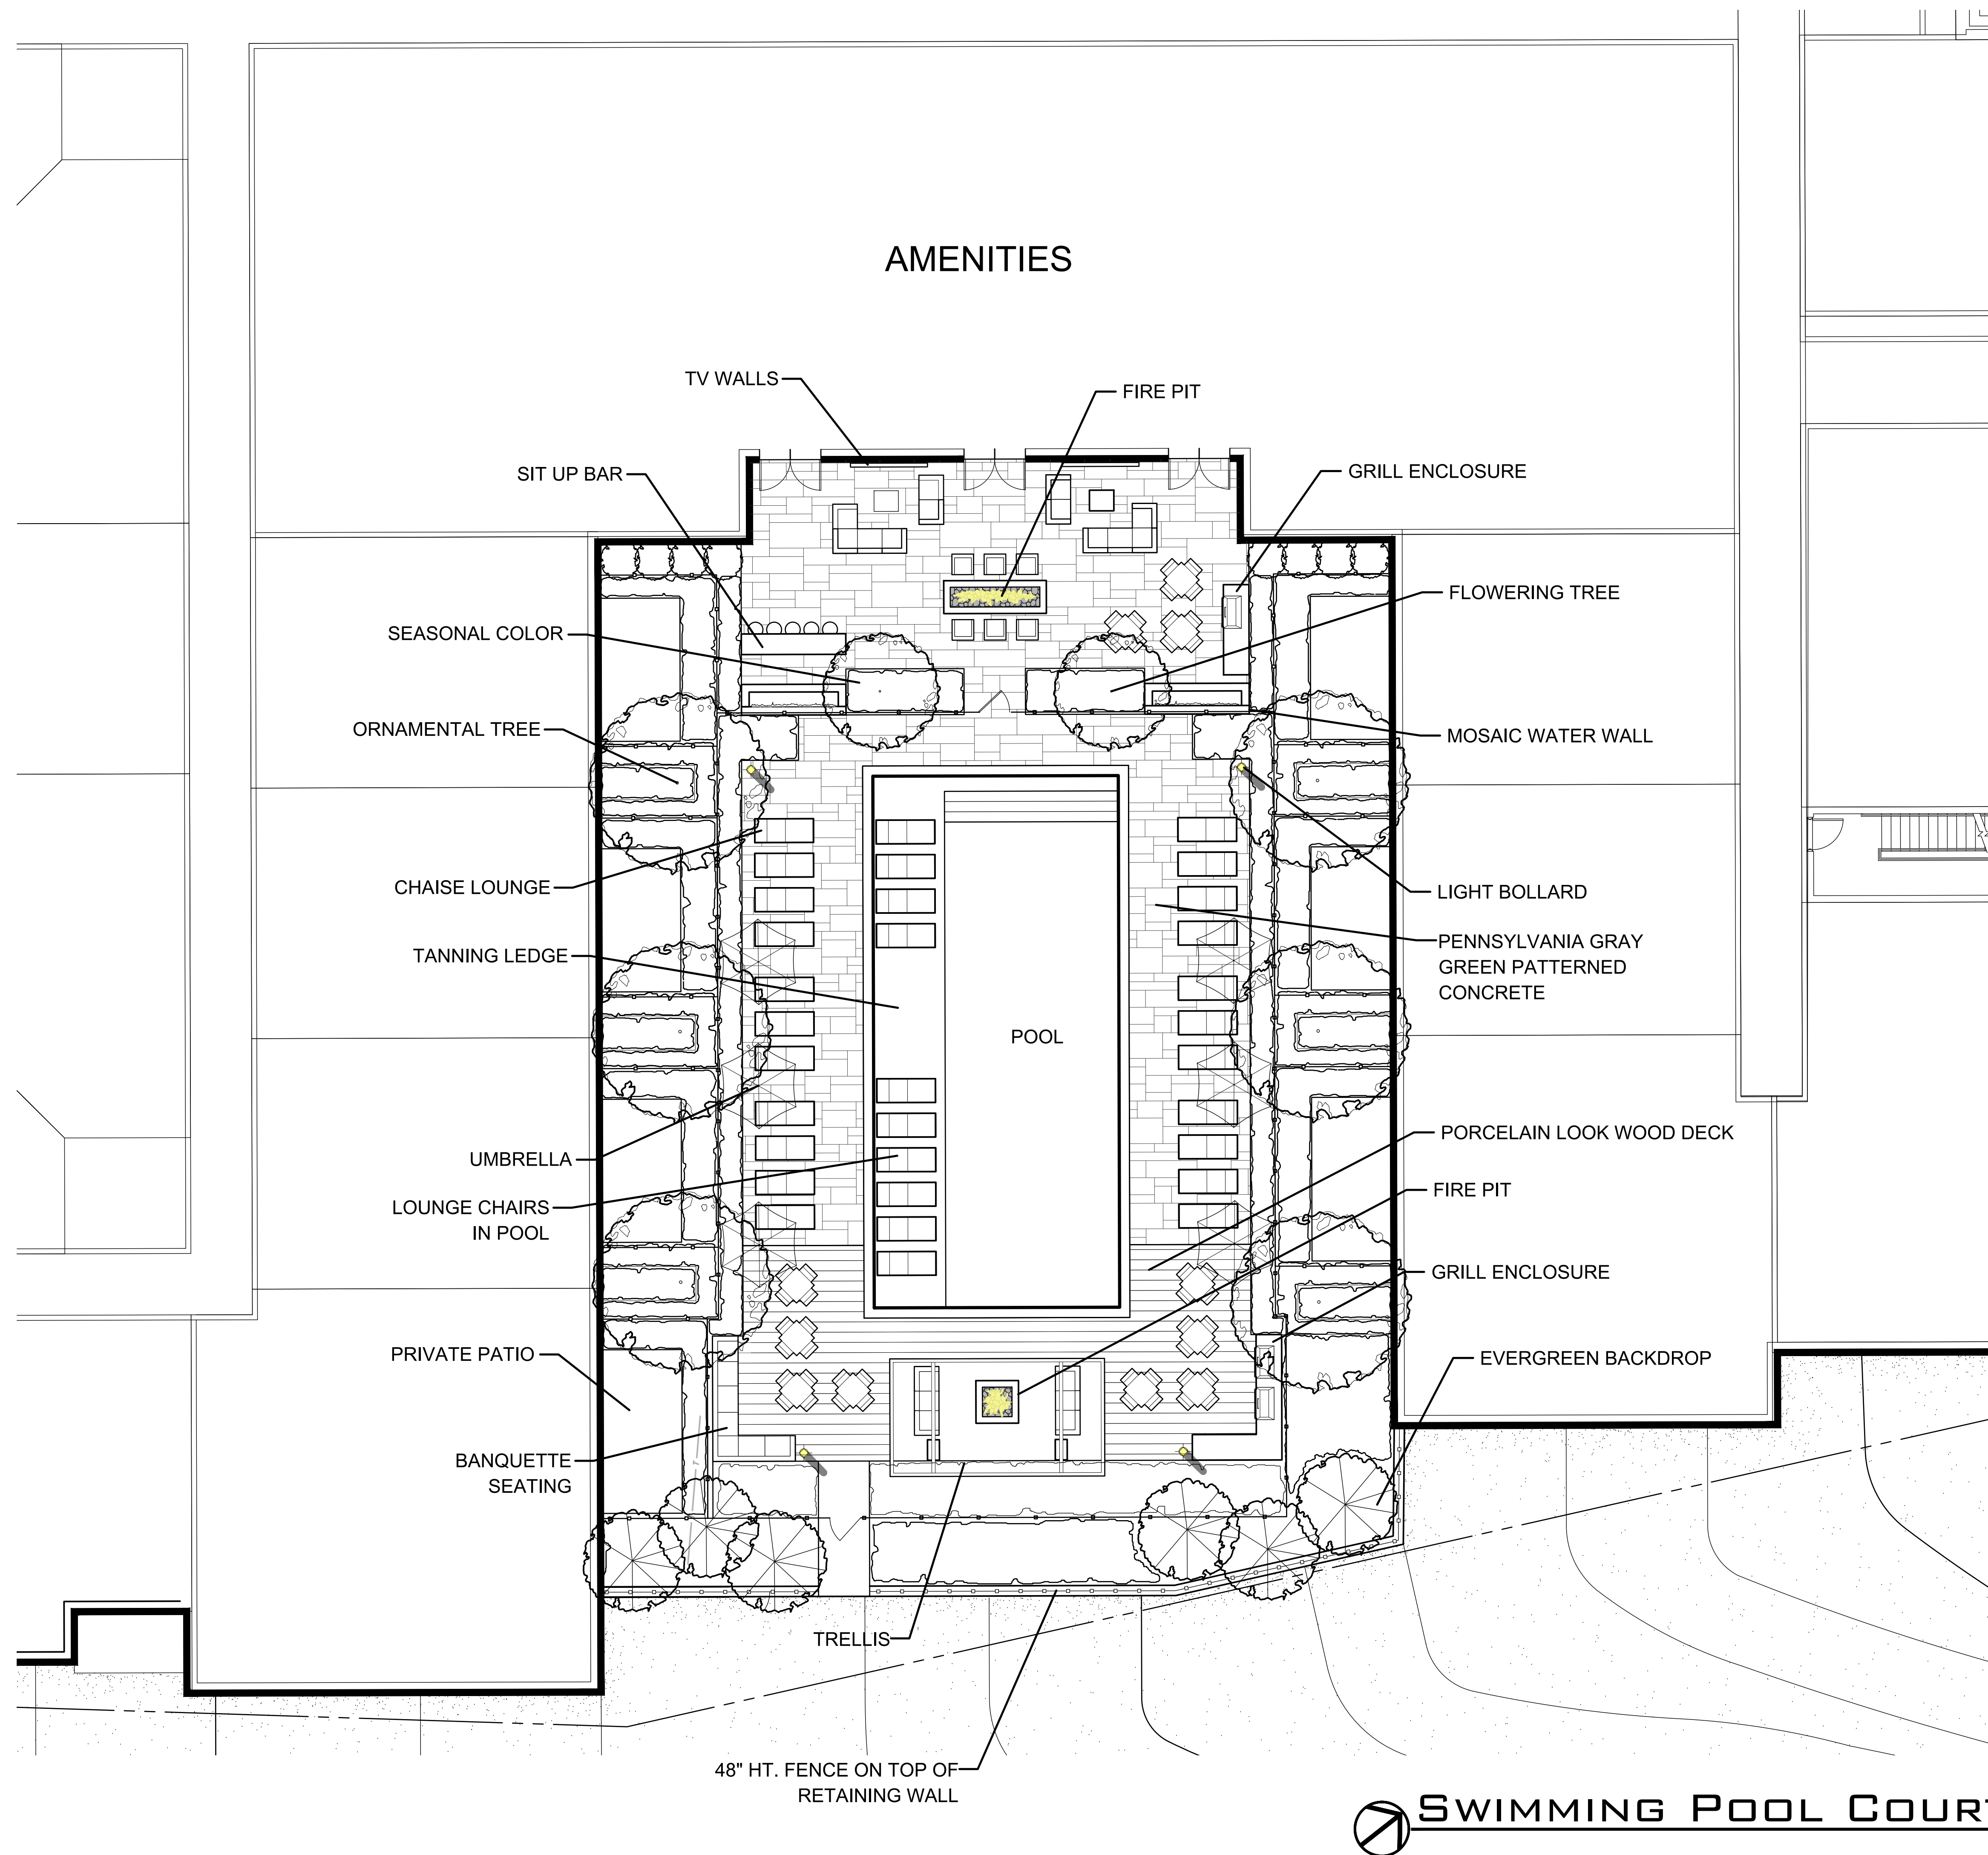 AMENITIES
TV WALLS
FIRE PIT
SIT UP BAR
GRILL ENCLOSURE
FLOWERING TREE
SEASONAL COLOR
ORNAMENTAL TREE
MOSAIC WATER WALL
CHAISE LOUNGE
LIGHT BOLLARD
TANNING LEDGE
PENNSYLVANIA GRAY
GREEN PATTERNED
CONCRETE
POOL
PORCELAIN LOOK WOOD DECK
UMBRELLA
FIRE PIT
LOUNGE CHAIRS
IN POOL
GRILL ENCLOSURE
PRIVATE PATIO
EVERGREEN BACKDROP
BANQUETTE
SEATING
TRELLIS
48" HT. FENCE ON TOP OF
RETAINING WALL
SWIMMING POOL COURT